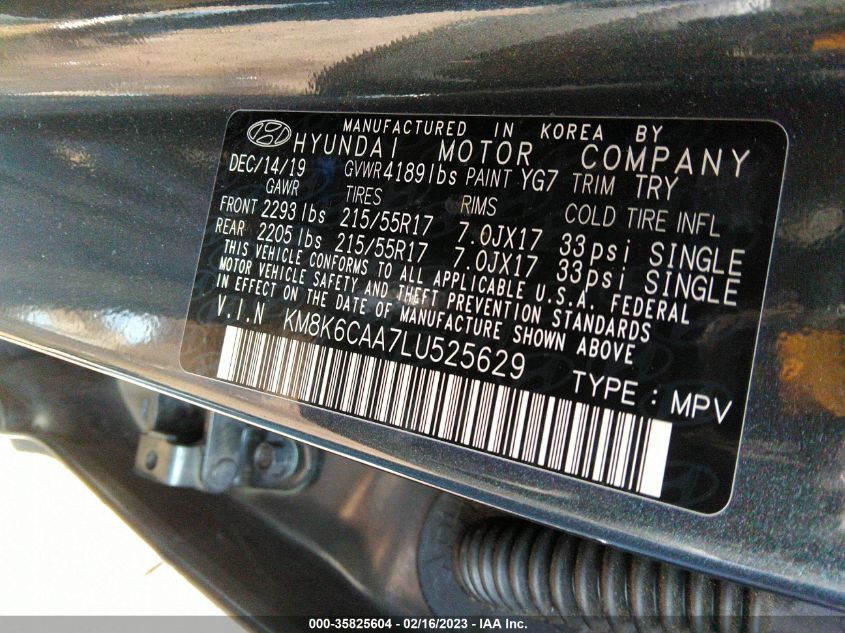 MANUFACTURED IN KOREA BY
HYUNDAI MOTOR COMPANY
DEC/14/19 GVWR 4189 lbs PAINT YG7 TRIM TRY
GAWR TIRES RIMS COLD TIRE INFL
FRONT 2293 lbs 215/55R17 7.0JX17 33psi SINGLE
REAR 2205 lbs 215/55R17 7.0JX17 33psi SINGLE
THIS VEHICLE CONFORMS TO ALL APPLICABLE U.S.A. FEDERAL
MOTOR VEHICLE SAFETY AND THEFT PREVENTION STANDARDS
IN EFFECT ON THE DATE OF MANUFACTURE SHOWN ABOVE
V.I.N KM8K6CAA7LU525629
TYPE : MPV
000-35825604 - 02/16/2023 - IAA Inc.